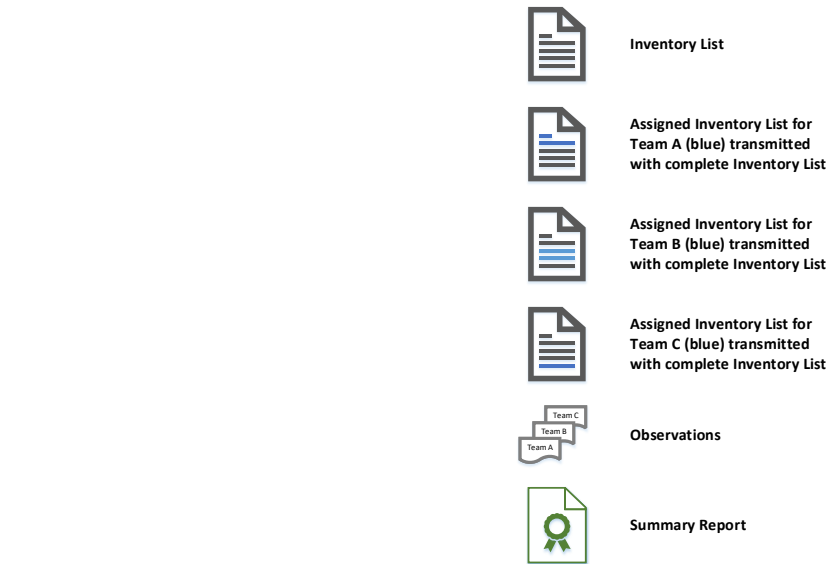 Inventory List
Assigned Inventory List for
Team A (blue) transmitted
with complete Inventory List
Assigned Inventory List for
Team B (blue) transmitted
with complete Inventory List
Assigned Inventory List for
Team C (blue) transmitted
with complete Inventory List
Team C
Team B
Team A
Observations
Summary Report